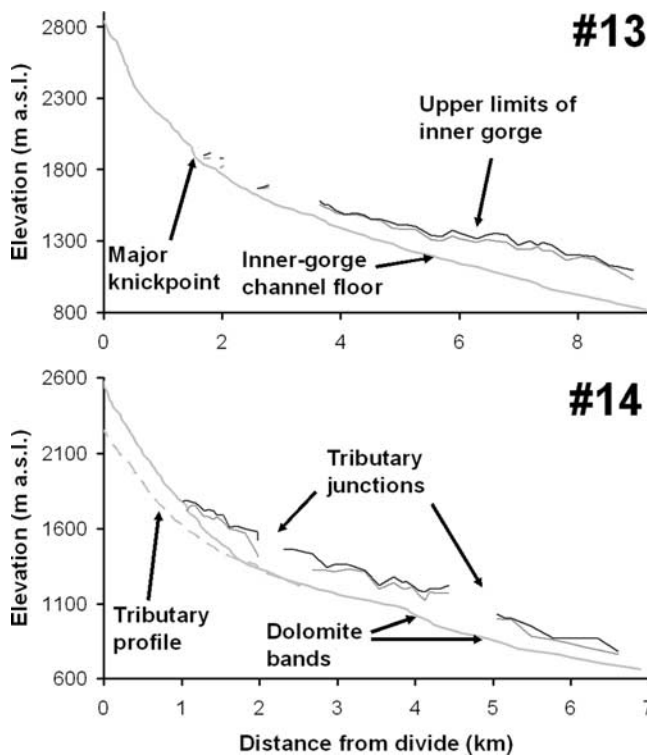 #13
Elevation (m a.s.l.)
2800
2300
1800
1300
800
Upper limits of
inner gorge
Major
knickpoint
Inner-gorge
channel floor
0
2
4
6
8
#14
Elevation (m a.s.l.)
2600
2100
1600
1100
600
Tributary
junctions
Tributary
profile
Dolomite
bands
0
1
2
3
4
5
6
7
Distance from divide (km)